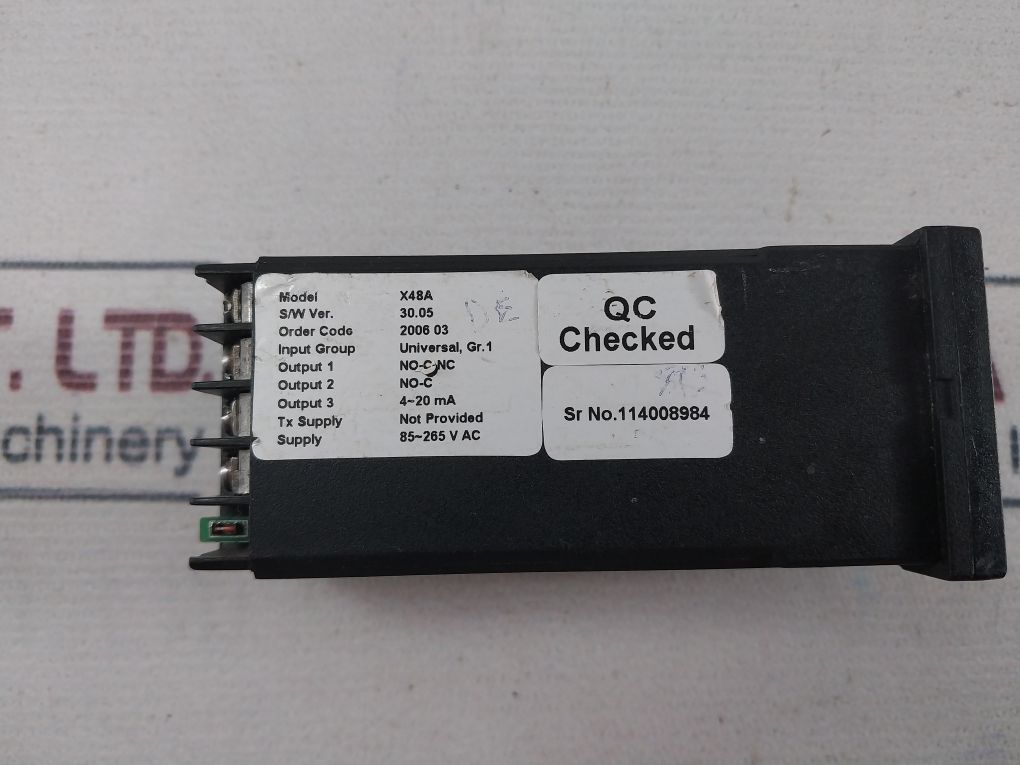 Model X48A
S/W Ver. 30.05
Order Code 2006 03
Input Group Universal, Gr.1
Output 1 NO-C-NC
Output 2 NO-C
Output 3 4~20 mA
Tx Supply Not Provided
Supply 85~265 V AC
DE
QC
Checked
Sr No.114008984
T. LTD.
chinery